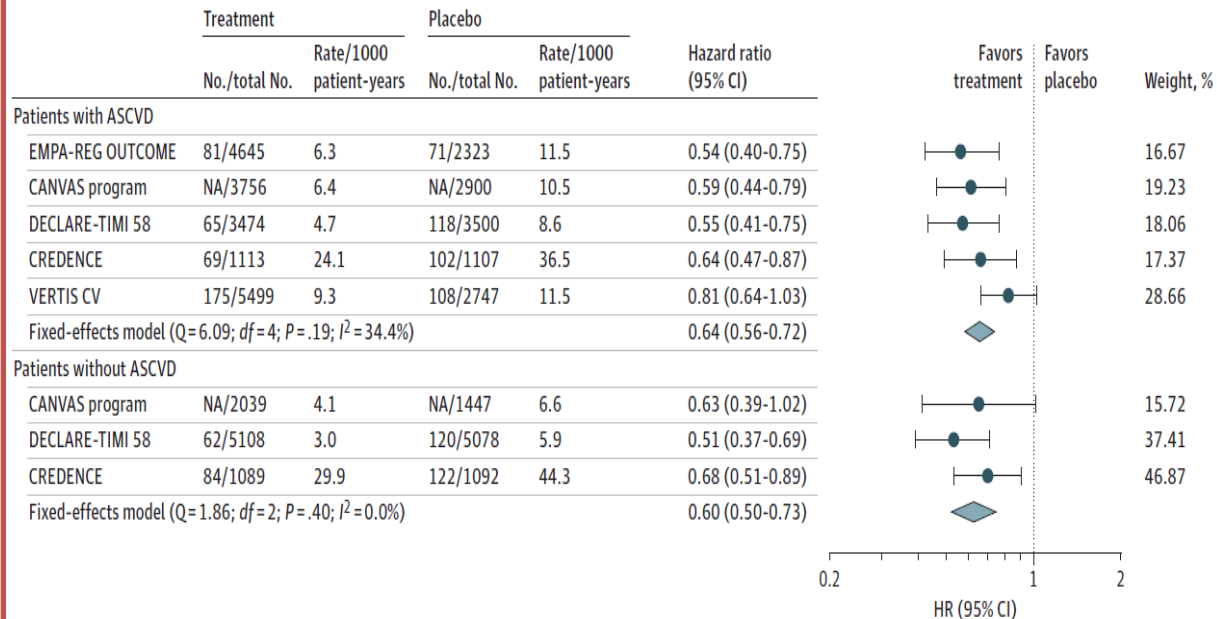 Treatment Placebo
No./total No. Rate/1000 patient-years No./total No. Rate/1000 patient-years Hazard ratio (95% CI) Favors treatment Favors placebo Weight, %
Patients with ASCVD
EMPA-REG OUTCOME 81/4645 6.3 71/2323 11.5 0.54 (0.40-0.75) 16.67
CANVAS program NA/3756 6.4 NA/2900 10.5 0.59 (0.44-0.79) 19.23
DECLARE-TIMI 58 65/3474 4.7 118/3500 8.6 0.55 (0.41-0.75) 18.06
CREDENCE 69/1113 24.1 102/1107 36.5 0.64 (0.47-0.87) 17.37
VERTIS CV 175/5499 9.3 108/2747 11.5 0.81 (0.64-1.03) 28.66
Fixed-effects model (Q=6.09; df=4; P=.19; I²=34.4%) 0.64 (0.56-0.72)
Patients without ASCVD
CANVAS program NA/2039 4.1 NA/1447 6.6 0.63 (0.39-1.02) 15.72
DECLARE-TIMI 58 62/5108 3.0 120/5078 5.9 0.51 (0.37-0.69) 37.41
CREDENCE 84/1089 29.9 122/1092 44.3 0.68 (0.51-0.89) 46.87
Fixed-effects model (Q=1.86; df=2; P=.40; I²=0.0%) 0.60 (0.50-0.73)
0.2 1 2
HR (95% CI)